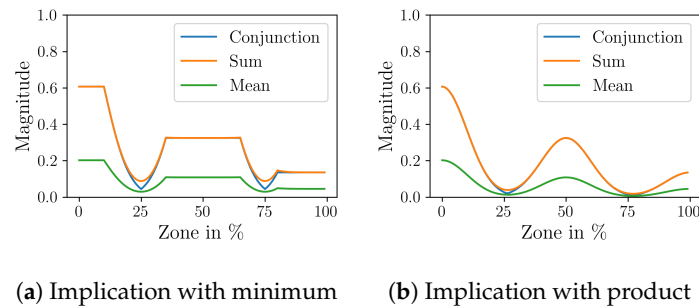 1.0
0.8
0.6
0.4
0.2
0.0
Magnitude
Conjunction
Sum
Mean
0 25 50 75 100
Zone in %
(a) Implication with minimum
1.0
0.8
0.6
0.4
0.2
0.0
Magnitude
Conjunction
Sum
Mean
0 25 50 75 100
Zone in %
(b) Implication with product